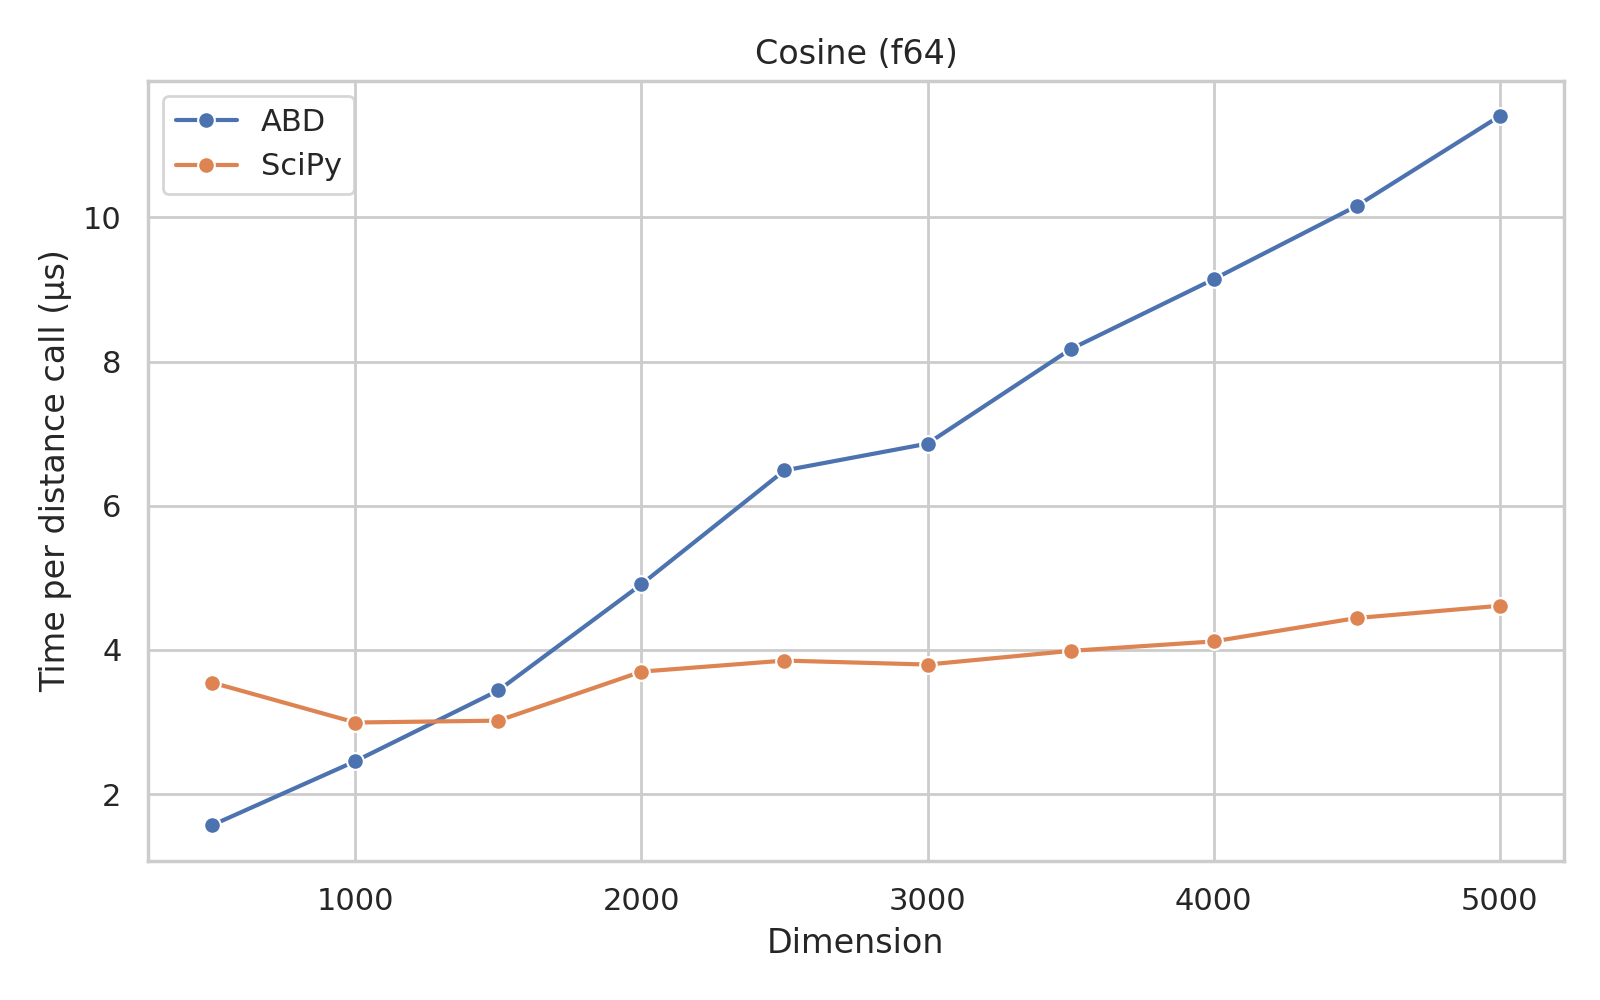 Cosine (f64)
ABD
SciPy
Time per distance call (µs)
10
8
6
4
2
1000 2000 3000 4000 5000
Dimension